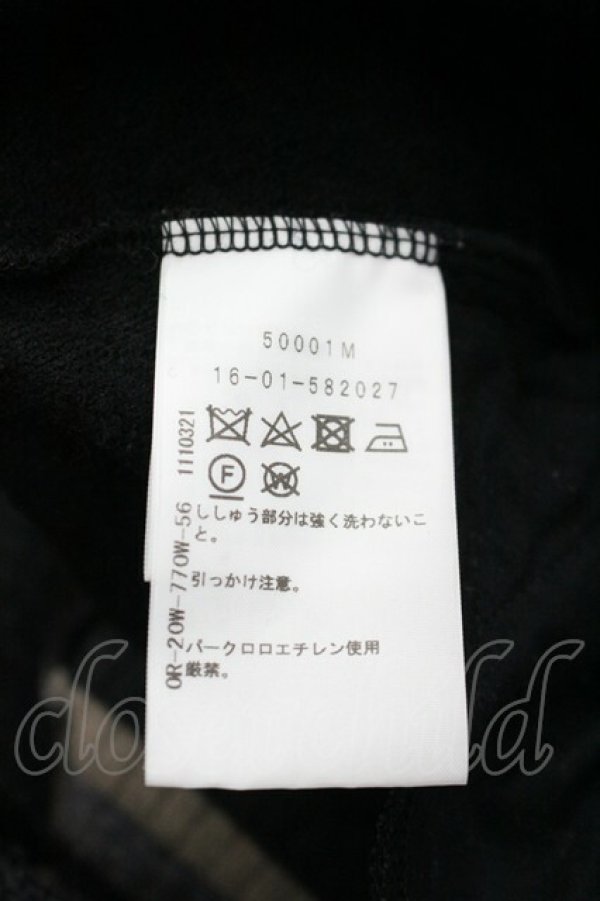 50001M
16-01-582027
F
W
ししゅう部分は強く洗わないこ
と。
引っかけ注意。
パークロロエチレン使用
厳禁。
OR-20W-770W-56 1110321